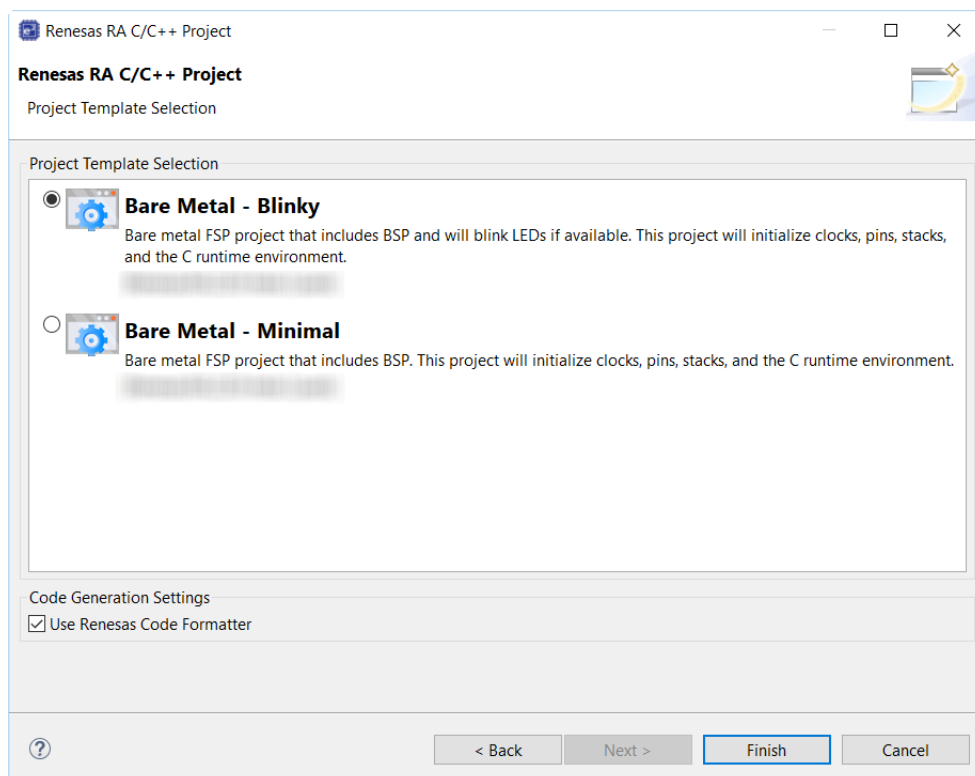 Renesas RA C/C++ Project
Renesas RA C/C++ Project
Project Template Selection
Project Template Selection
Bare Metal - Blinky
Bare metal FSP project that includes BSP and will blink LEDs if available. This project will initialize clocks, pins, stacks,
and the C runtime environment.
Bare Metal - Minimal
Bare metal FSP project that includes BSP. This project will initialize clocks, pins, stacks, and the C runtime environment.
Code Generation Settings
Use Renesas Code Formatter
? < Back Next > Finish Cancel